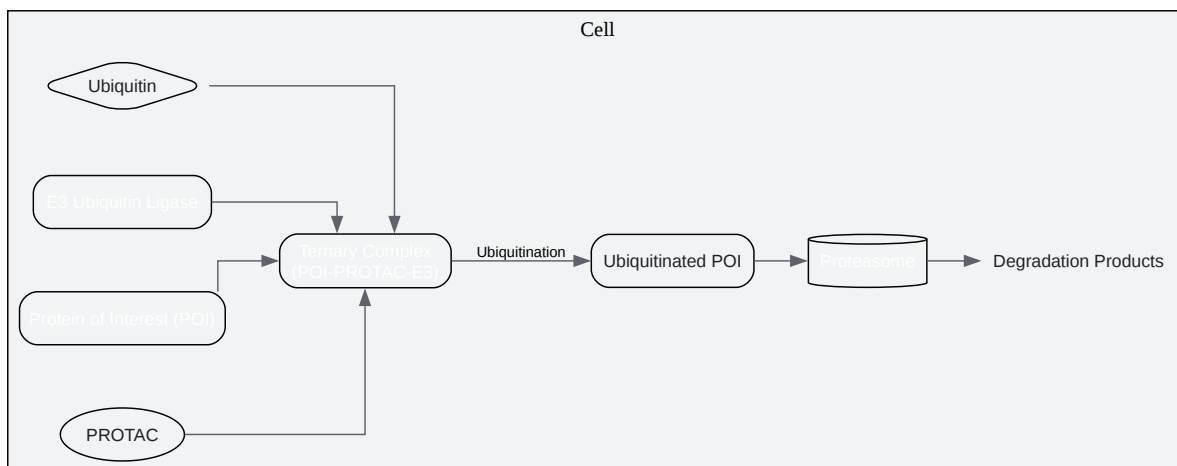 Cell
Ubiquitin
E3 Ubiquitin Ligase
Ternary Complex
(POI-PROTAC-E3)
Ubiquitination
Ubiquitinated POI
Proteasome
Degradation Products
Protein of Interest (POI)
PROTAC